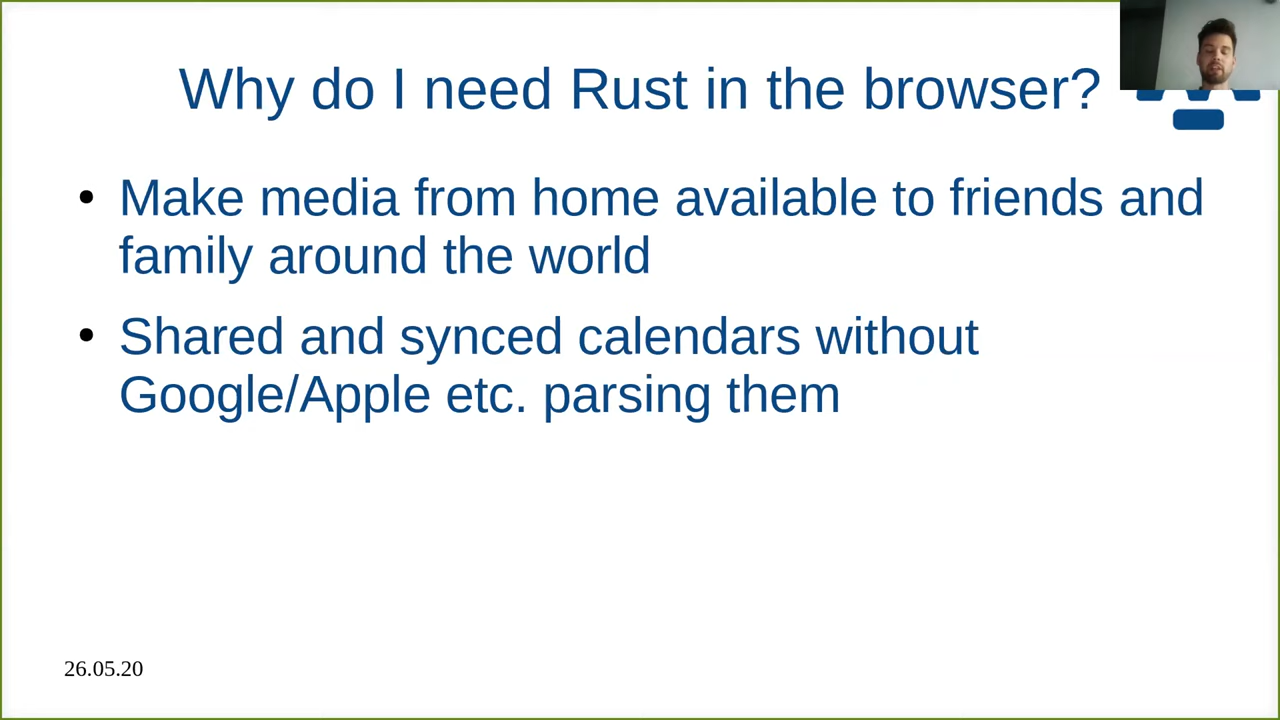 Why do I need Rust in the browser?
• Make media from home available to friends and
family around the world
• Shared and synced calendars without
Google/Apple etc. parsing them
26.05.20